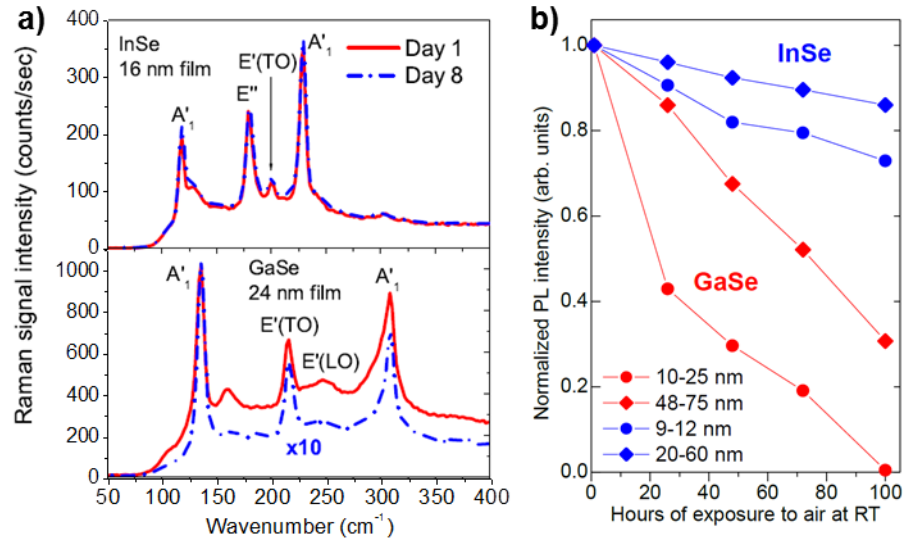 a)
Raman signal intensity (counts/sec)
400
300
200
100
0
InSe
16 nm film
A'₁
E''
E'(TO)
A'₁
Day 1
Day 8
1000
800
600
400
200
0
A'₁
GaSe
24 nm film
E'(TO)
E'(LO)
A'₁
x10
50 100 150 200 250 300 350 400
Wavenumber (cm⁻¹)
b)
Normalized PL intensity (arb. units)
1.0
0.8
0.6
0.4
0.2
0.0
InSe
GaSe
10-25 nm
48-75 nm
9-12 nm
20-60 nm
0 20 40 60 80 100
Hours of exposure to air at RT